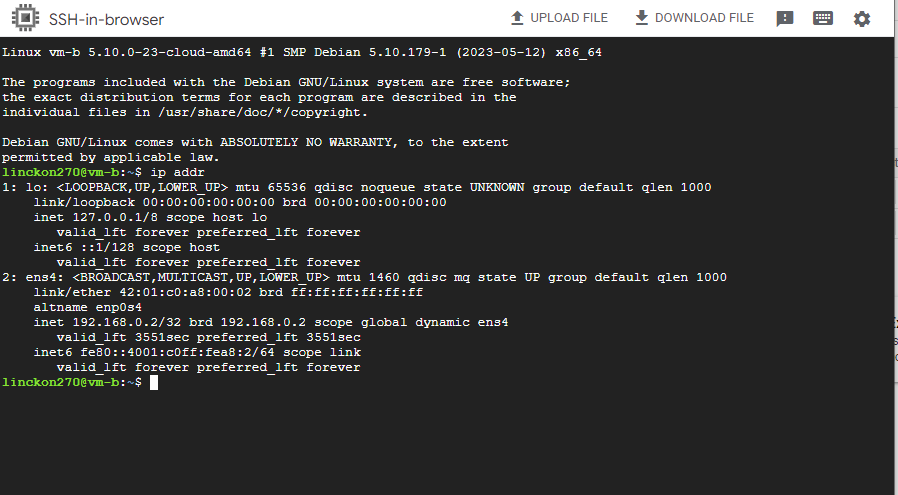 SSH-in-browser UPLOAD FILE DOWNLOAD FILE
Linux vm-b 5.10.0-23-cloud-amd64 #1 SMP Debian 5.10.179-1 (2023-05-12) x86_64
The programs included with the Debian GNU/Linux system are free software;
the exact distribution terms for each program are described in the
individual files in /usr/share/doc/*/copyright.
Debian GNU/Linux comes with ABSOLUTELY NO WARRANTY, to the extent
permitted by applicable law.
linckon270@vm-b:~$ ip addr
1: lo: <LOOPBACK,UP,LOWER_UP> mtu 65536 qdisc noqueue state UNKNOWN group default qlen 1000
    link/loopback 00:00:00:00:00:00 brd 00:00:00:00:00:00
    inet 127.0.0.1/8 scope host lo
       valid_lft forever preferred_lft forever
    inet6 ::1/128 scope host
       valid_lft forever preferred_lft forever
2: ens4: <BROADCAST,MULTICAST,UP,LOWER_UP> mtu 1460 qdisc mq state UP group default qlen 1000
    link/ether 42:01:c0:a8:00:02 brd ff:ff:ff:ff:ff:ff
    altname enp0s4
    inet 192.168.0.2/32 brd 192.168.0.2 scope global dynamic ens4
       valid_lft 3551sec preferred_lft 3551sec
    inet6 fe80::4001:c0ff:fea8:2/64 scope link
       valid_lft forever preferred_lft forever
linckon270@vm-b:~$